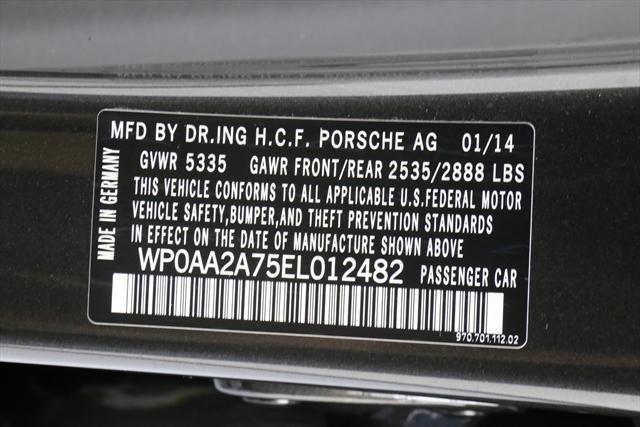 MFD BY DR.ING H.C.F. PORSCHE AG 01/14
GVWR 5335 GAWR FRONT/REAR 2535/2888 LBS
THIS VEHICLE CONFORMS TO ALL APPLICABLE U.S.FEDERAL MOTOR
VEHICLE SAFETY,BUMPER,AND THEFT PREVENTION STANDARDS
IN EFFECT ON THE DATE OF MANUFACTURE SHOWN ABOVE
MADE IN GERMANY
WP0AA2A75EL012482 PASSENGER CAR
970.701.112.02